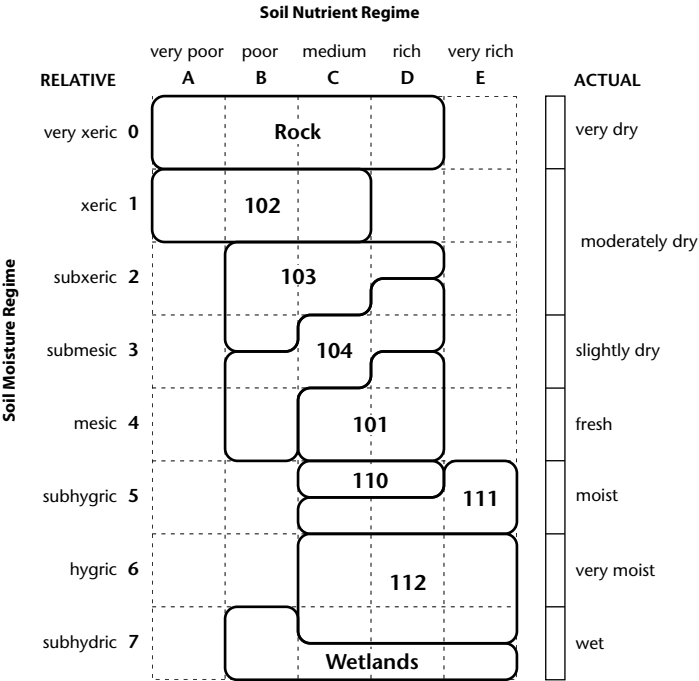 Soil Nutrient Regime
very poor poor medium rich very rich
RELATIVE A B C D E ACTUAL
very xeric 0 Rock very dry
xeric 1 102
moderately dry
subxeric 2 103
Soil Moisture Regime
submesic 3 104 slightly dry
mesic 4 101 fresh
110
subhygric 5 111 moist
hygric 6 112 very moist
subhydric 7 wet
Wetlands